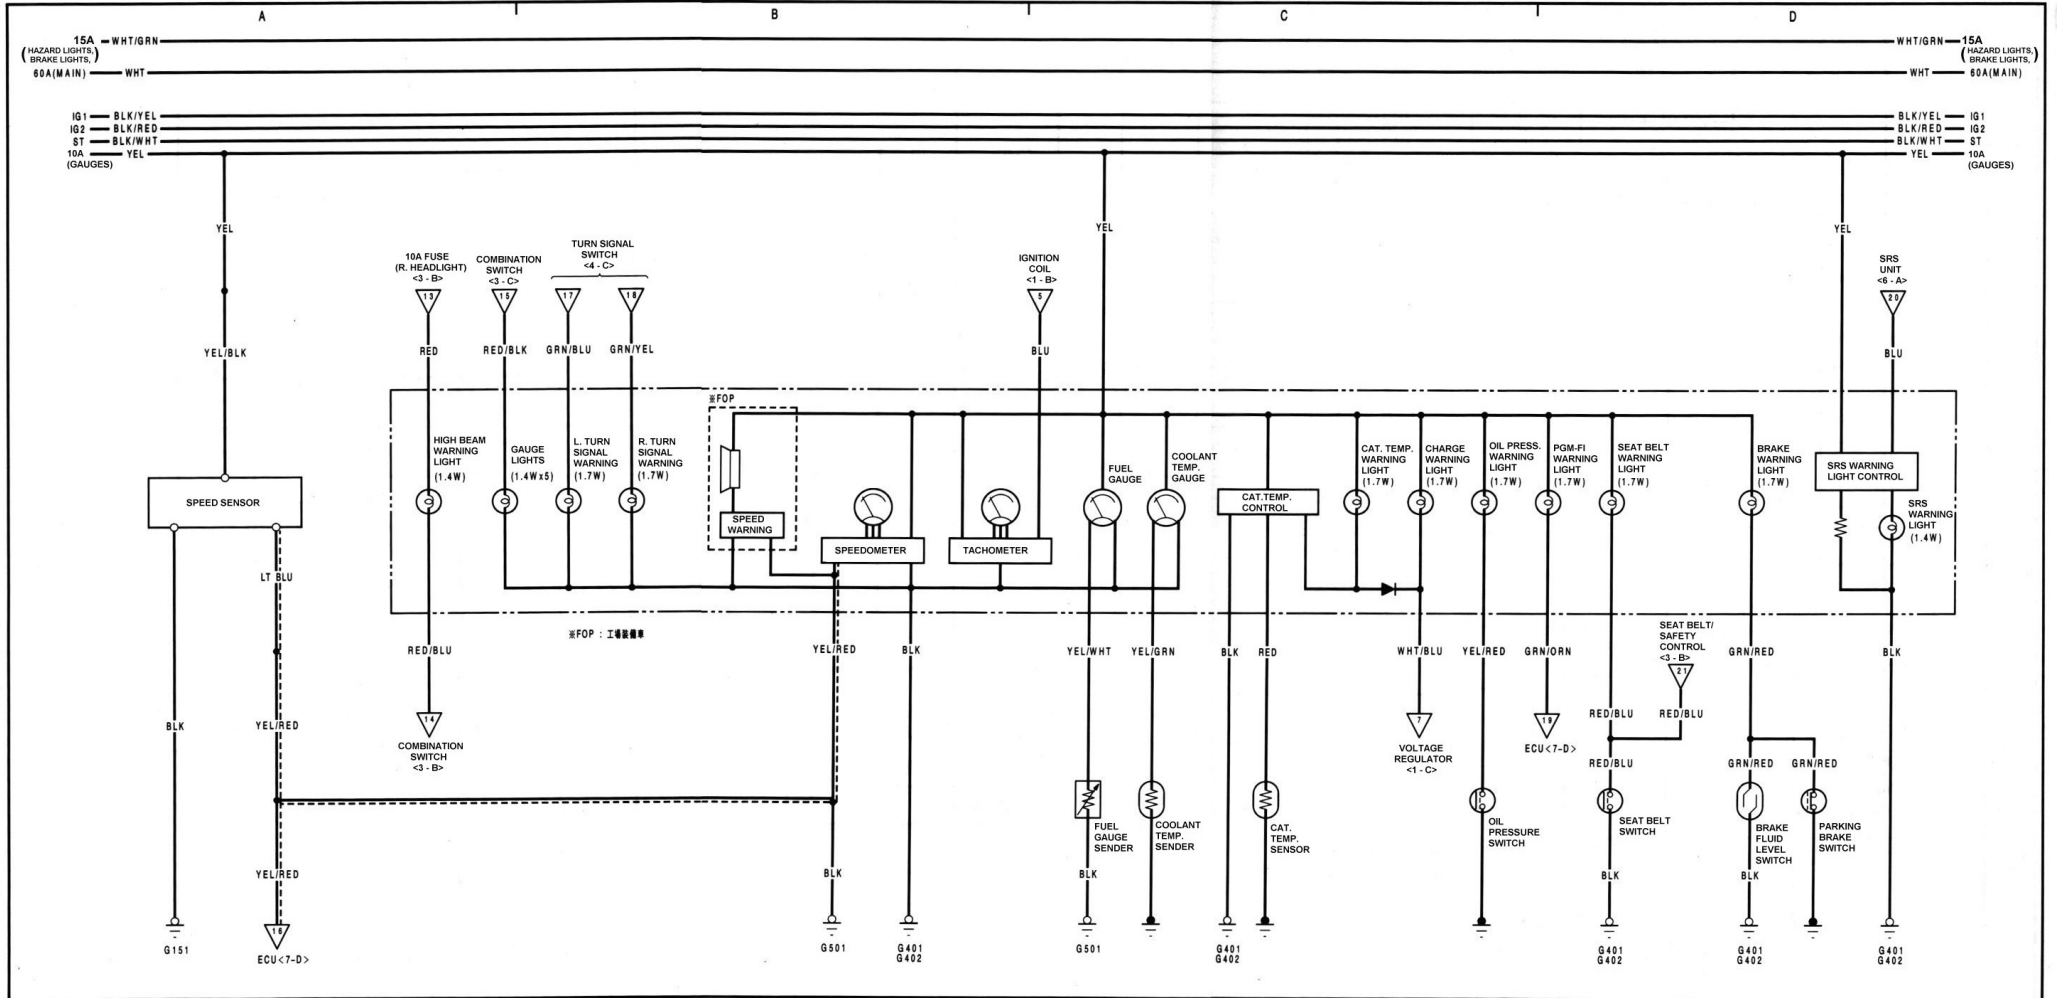 A
B
C
D
15A WHT/GRN
( HAZARD LIGHTS,
BRAKE LIGHTS, )
60A(MAIN) WHT
WHT/GRN 15A
( HAZARD LIGHTS,
BRAKE LIGHTS, )
WHT 60A(MAIN)
IG1 BLK/YEL
IG2 BLK/RED
ST BLK/WHT
10A YEL
(GAUGES)
BLK/YEL IG1
BLK/RED IG2
BLK/WHT ST
YEL 10A
(GAUGES)
YEL
YEL
YEL
10A FUSE
(R. HEADLIGHT)
<3 - B>
13
COMBINATION
SWITCH
<3 - C>
15
TURN SIGNAL
SWITCH
<4 - C>
17
18
IGNITION
COIL
<1 - B>
5
SRS
UNIT
<6 - A>
20
YEL/BLK
RED
RED/BLK
GRN/BLU
GRN/YEL
BLU
BLU
※FOP
HIGH BEAM
WARNING
LIGHT
(1.4W)
GAUGE
LIGHTS
(1.4Wx5)
L. TURN
SIGNAL
WARNING
(1.7W)
R. TURN
SIGNAL
WARNING
(1.7W)
FUEL
GAUGE
COOLANT
TEMP.
GAUGE
CAT. TEMP.
WARNING
LIGHT
(1.7W)
CHARGE
WARNING
LIGHT
(1.7W)
OIL PRESS.
WARNING
LIGHT
(1.7W)
PGM-FI
WARNING
LIGHT
(1.7W)
SEAT BELT
WARNING
LIGHT
(1.7W)
BRAKE
WARNING
LIGHT
(1.7W)
SRS WARNING
LIGHT CONTROL
SRS
WARNING
LIGHT
(1.4W)
SPEED SENSOR
SPEED
WARNING
SPEEDOMETER
TACHOMETER
CAT.TEMP.
CONTROL
LT BLU
※FOP : 工場装備車
RED/BLU
YEL/RED
BLK
YEL/WHT
YEL/GRN
BLK
RED
WHT/BLU
YEL/RED
GRN/ORN
SEAT BELT/
SAFETY
CONTROL
<3 - B>
21
GRN/RED
BLK
BLK
YEL/RED
14
COMBINATION
SWITCH
<3 - B>
7
VOLTAGE
REGULATOR
<1 - C>
19
ECU<7-D>
RED/BLU
RED/BLU
RED/BLU
GRN/RED
GRN/RED
FUEL
GAUGE
SENDER
COOLANT
TEMP.
SENDER
CAT.
TEMP.
SENSOR
OIL
PRESSURE
SWITCH
SEAT BELT
SWITCH
BRAKE
FLUID
LEVEL
SWITCH
PARKING
BRAKE
SWITCH
YEL/RED
BLK
BLK
BLK
BLK
G151
16
ECU<7-D>
G501
G401
G402
G501
G401
G402
G401
G402
G401
G402
G401
G402